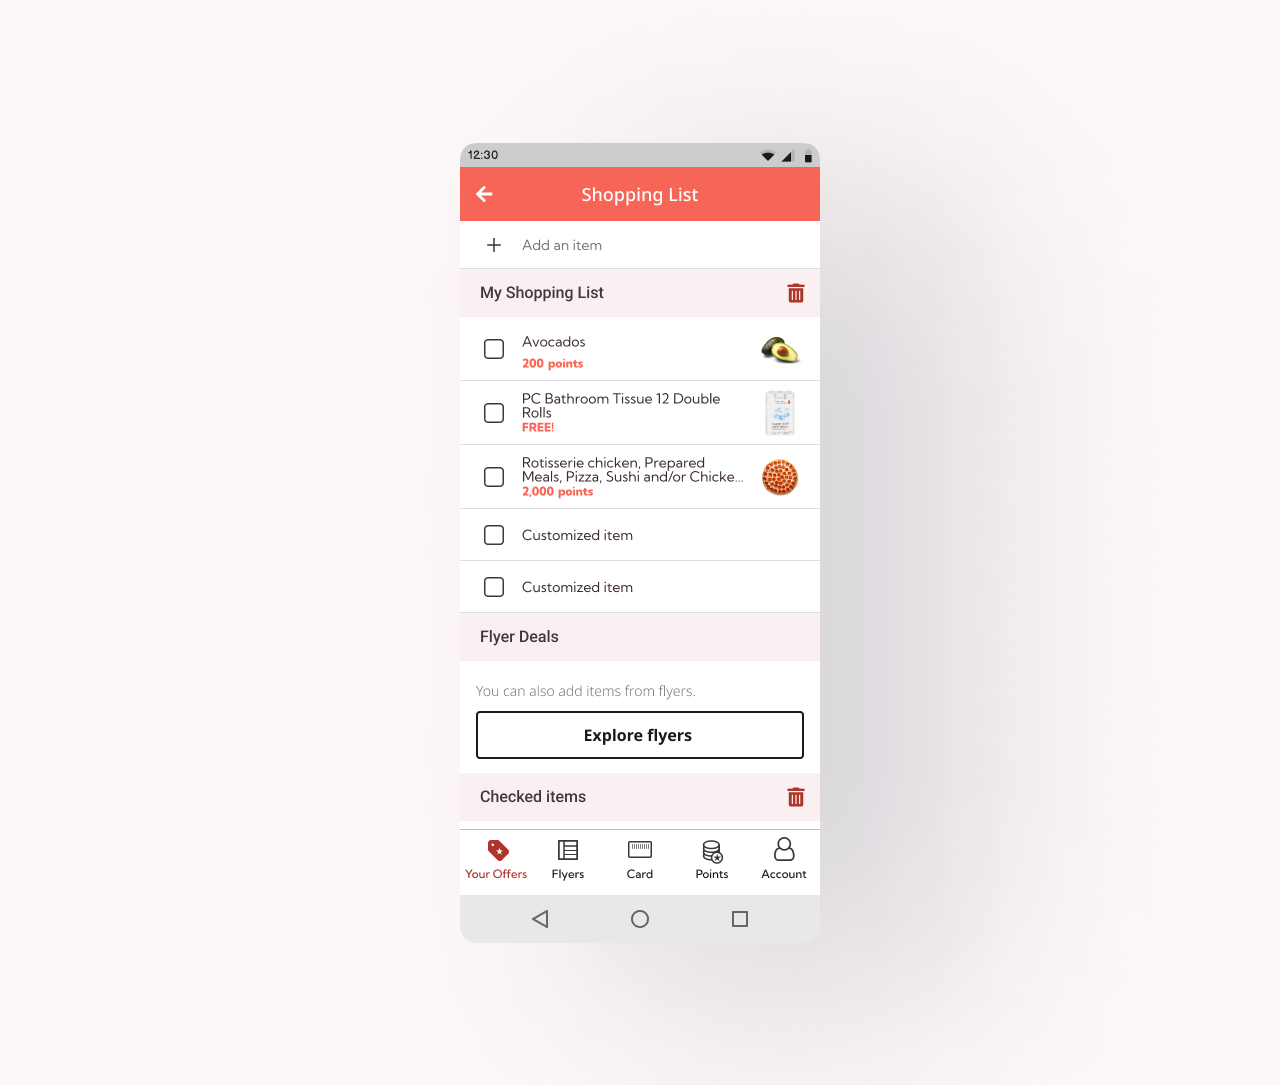 12:30
Shopping List
Add an item
My Shopping List
Avocados
200 points
PC Bathroom Tissue 12 Double
Rolls
FREE!
Rotisserie chicken, Prepared
Meals, Pizza, Sushi and/or Chicke...
2,000 points
Customized item
Customized item
Flyer Deals
You can also add items from flyers.
Explore flyers
Checked items
Your Offers
Flyers
Card
Points
Account